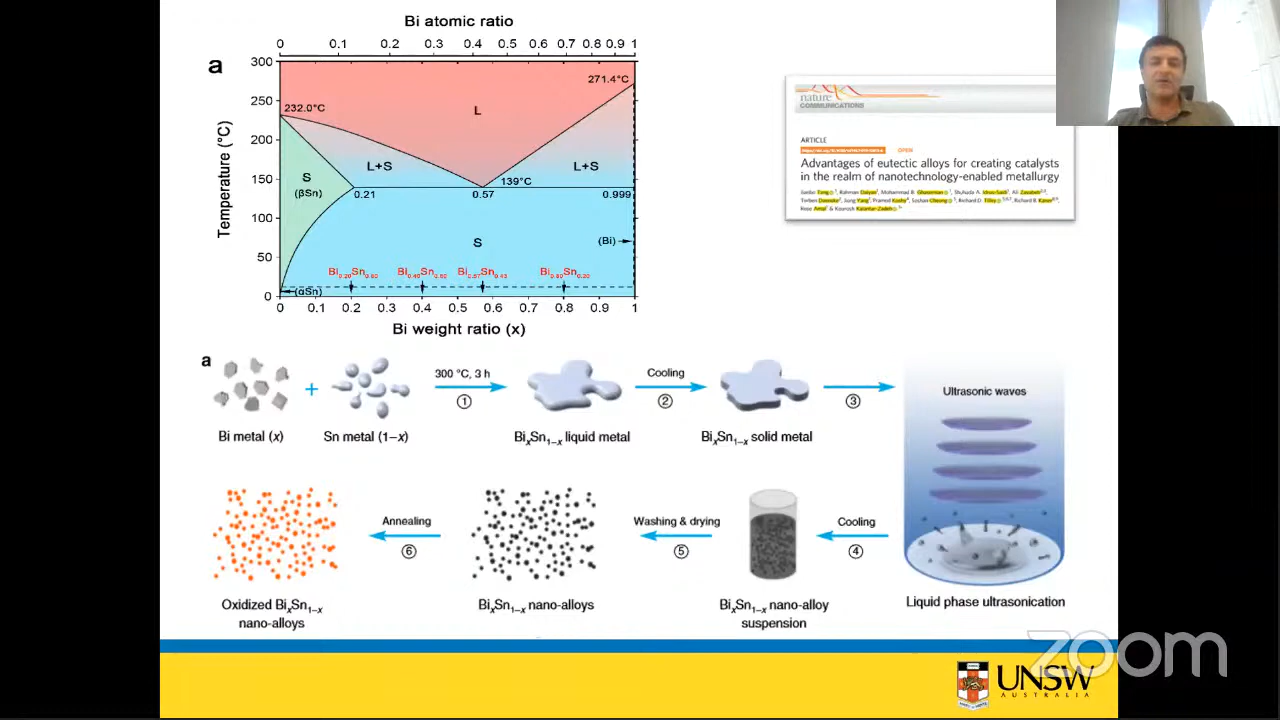 Bi atomic ratio
0 0.1 0.2 0.3 0.4 0.5 0.6 0.7 0.8 0.9 1
a
300
250
200
150
100
50
0
Temperature (°C)
232.0°C
271.4°C
L
L+S
L+S
S
(βSn)
139°C
0.21
0.57
0.999
S
(Bi)
Bi0.20Sn0.80 Bi0.40Sn0.60 Bi0.57Sn0.43 Bi0.80Sn0.20
(αSn)
0 0.1 0.2 0.3 0.4 0.5 0.6 0.7 0.8 0.9 1
Bi weight ratio (x)
nature
COMMUNICATIONS
ARTICLE
OPEN
Advantages of eutectic alloys for creating catalysts
in the realm of nanotechnology-enabled metallurgy
a
+
300 °C, 3 h
①
Cooling
②
③
Ultrasonic waves
Bi metal (x)
Sn metal (1−x)
BixSn1−x liquid metal
BixSn1−x solid metal
Annealing
⑥
Washing & drying
⑤
Cooling
④
Oxidized BixSn1−x
nano-alloys
BixSn1−x nano-alloys
BixSn1−x nano-alloy
suspension
Liquid phase ultrasonication
zoom
UNSW
AUSTRALIA